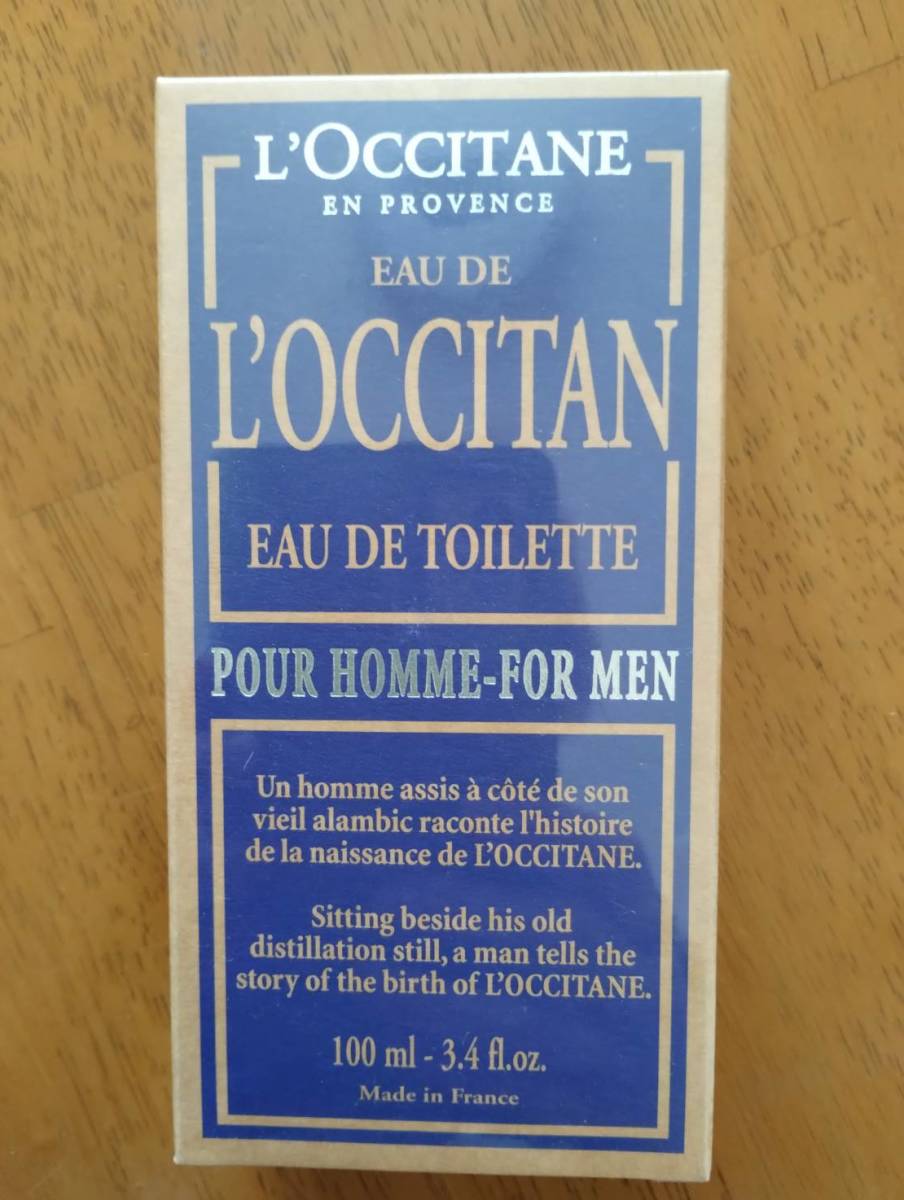 L'OCCITANE
EN PROVENCE
EAU DE
L'OCCITAN
EAU DE TOILETTE
POUR HOMME-FOR MEN
Un homme assis à côté de son
vieil alambic raconte l'histoire
de la naissance de L'OCCITANE.
Sitting beside his old
distillation still, a man tells the
story of the birth of L'OCCITANE.
100 ml - 3.4 fl.oz.
Made in France